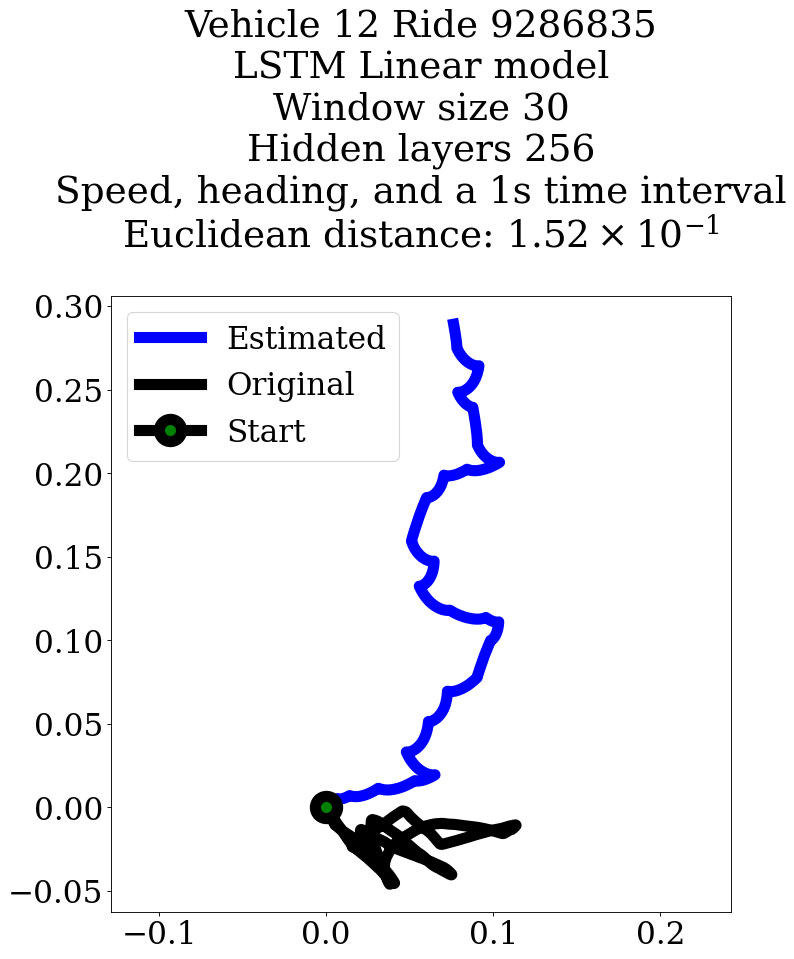 Vehicle 12 Ride 9286835
LSTM Linear model
Window size 30
Hidden layers 256
Speed, heading, and a 1s time interval
Euclidean distance: 1.52 × 10⁻¹
0.30
0.25
0.20
0.15
0.10
0.05
0.00
−0.05
Estimated
Original
Start
−0.1
0.0
0.1
0.2